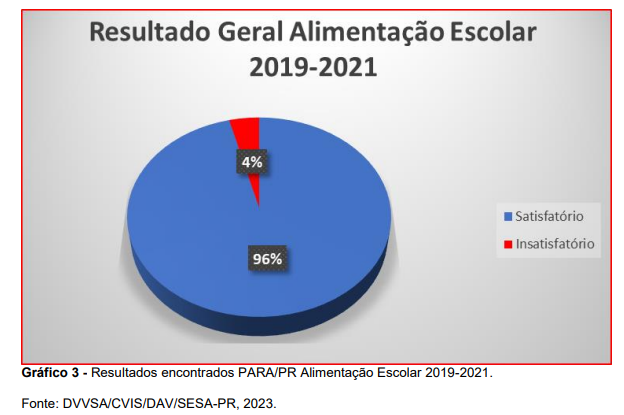 Resultado Geral Alimentação Escolar
2019-2021
4%
96%
Satisfatório
Insatisfatório
Gráfico 3 - Resultados encontrados PARA/PR Alimentação Escolar 2019-2021.
Fonte: DVVSA/CVIS/DAV/SESA-PR, 2023.